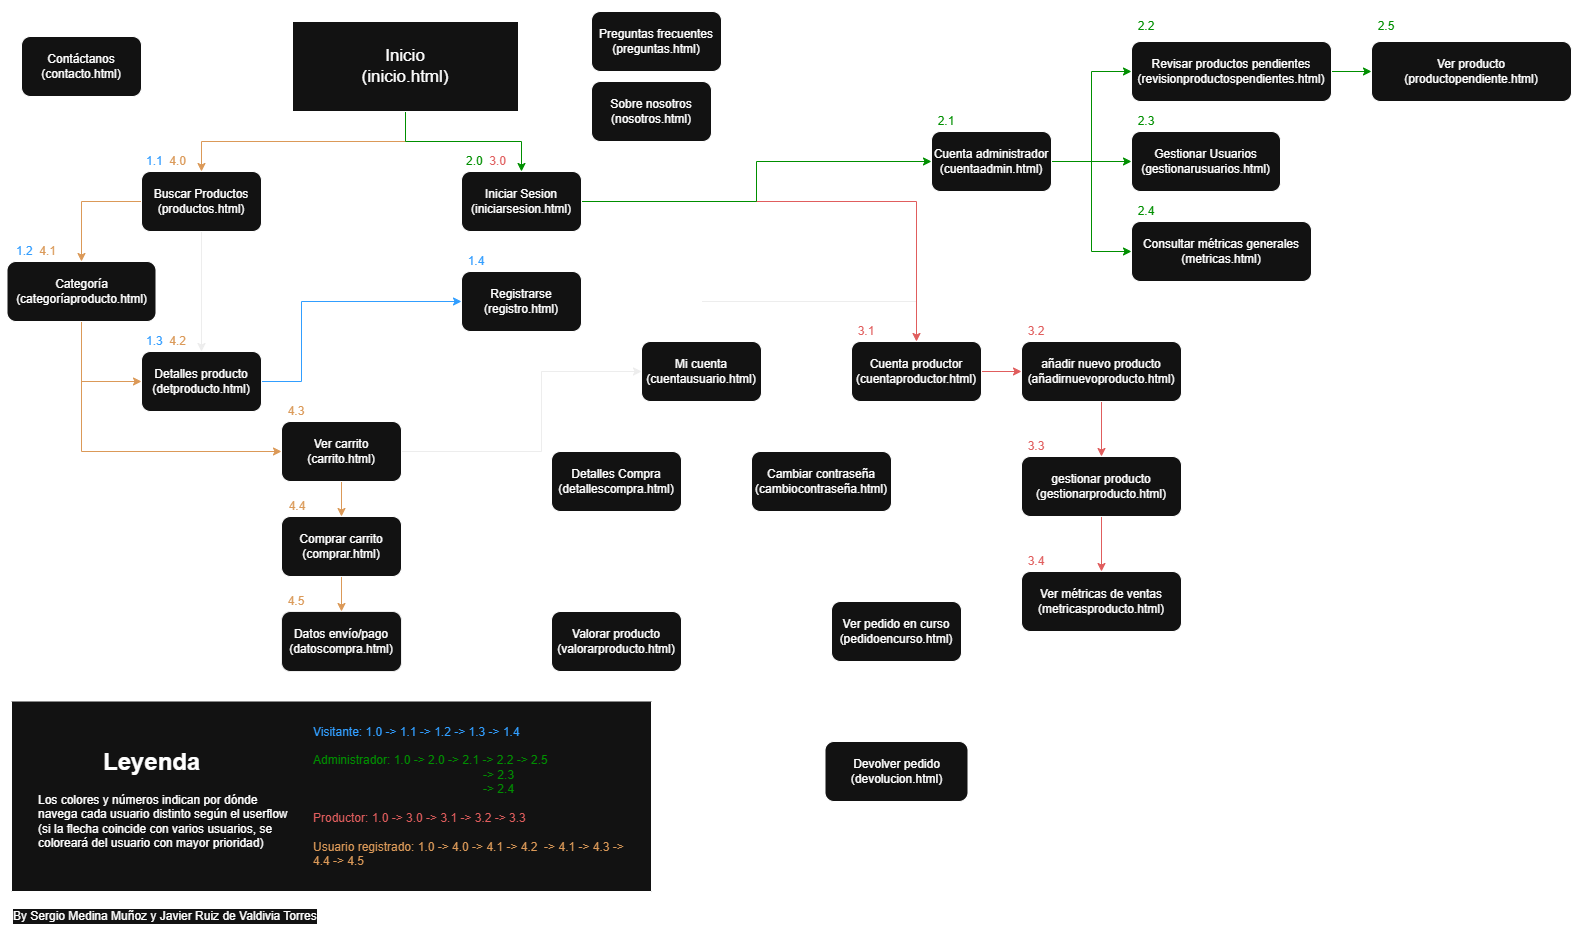 Contáctanos
(contacto.html)
Inicio
(inicio.html)
Preguntas frecuentes
(preguntas.html)
Sobre nosotros
(nosotros.html)
2.2
Revisar productos pendientes
(revisionproductospendientes.html)
2.5
Ver producto
(productopendiente.html)
2.1
Cuenta administrador
(cuentaadmin.html)
2.3
Gestionar Usuarios
(gestionarusuarios.html)
2.4
Consultar métricas generales
(metricas.html)
1.1 4.0
Buscar Productos
(productos.html)
2.0 3.0
Iniciar Sesion
(iniciarsesion.html)
1.2 4.1
Categoría
(categoríaproducto.html)
1.4
Registrarse
(registro.html)
1.3 4.2
Detalles producto
(detproducto.html)
Mi cuenta
(cuentausuario.html)
3.1
Cuenta productor
(cuentaproductor.html)
3.2
añadir nuevo producto
(añadirnuevoproducto.html)
4.3
Ver carrito
(carrito.html)
Detalles Compra
(detallescompra.html)
Cambiar contraseña
(cambiocontraseña.html)
3.3
gestionar producto
(gestionarproducto.html)
4.4
Comprar carrito
(comprar.html)
3.4
Ver métricas de ventas
(metricasproducto.html)
4.5
Datos envío/pago
(datoscompra.html)
Valorar producto
(valorarproducto.html)
Ver pedido en curso
(pedidoencurso.html)
Devolver pedido
(devolucion.html)
Leyenda
Los colores y números indican por dónde
navega cada usuario distinto según el userflow
(si la flecha coincide con varios usuarios, se
coloreará del usuario con mayor prioridad)
Visitante: 1.0 -> 1.1 -> 1.2 -> 1.3 -> 1.4
Administrador: 1.0 -> 2.0 -> 2.1 -> 2.2 -> 2.5
-> 2.3
-> 2.4
Productor: 1.0 -> 3.0 -> 3.1 -> 3.2 -> 3.3
Usuario registrado: 1.0 -> 4.0 -> 4.1 -> 4.2 -> 4.1 -> 4.3 ->
4.4 -> 4.5
By Sergio Medina Muñoz y Javier Ruiz de Valdivia Torres